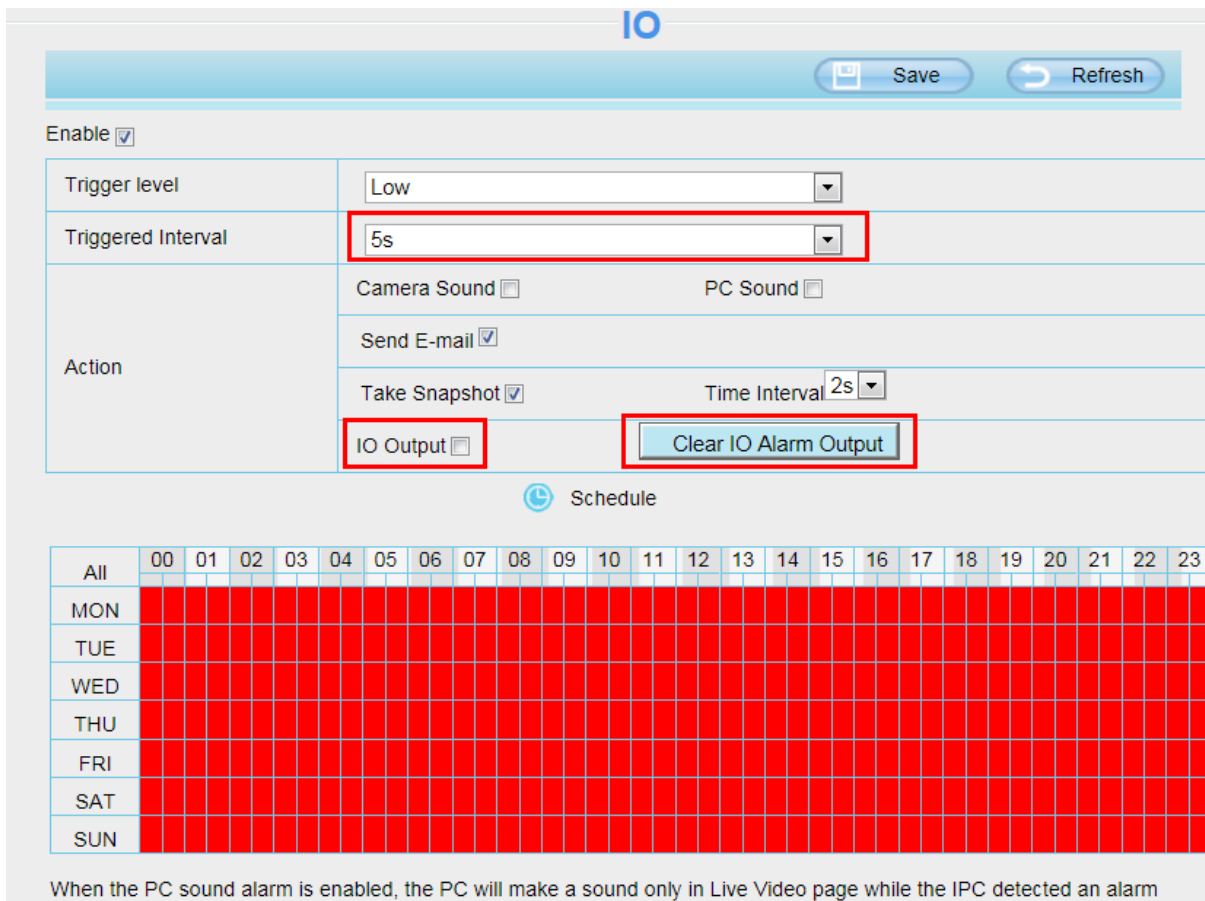 IO
Save Refresh
Enable
Trigger level Low
Triggered Interval 5s
Camera Sound PC Sound
Send E-mail
Action
Take Snapshot Time Interval 2s
IO Output Clear IO Alarm Output
Schedule
All 00 01 02 03 04 05 06 07 08 09 10 11 12 13 14 15 16 17 18 19 20 21 22 23
MON
TUE
WED
THU
FRI
SAT
SUN
When the PC sound alarm is enabled, the PC will make a sound only in Live Video page while the IPC detected an alarm